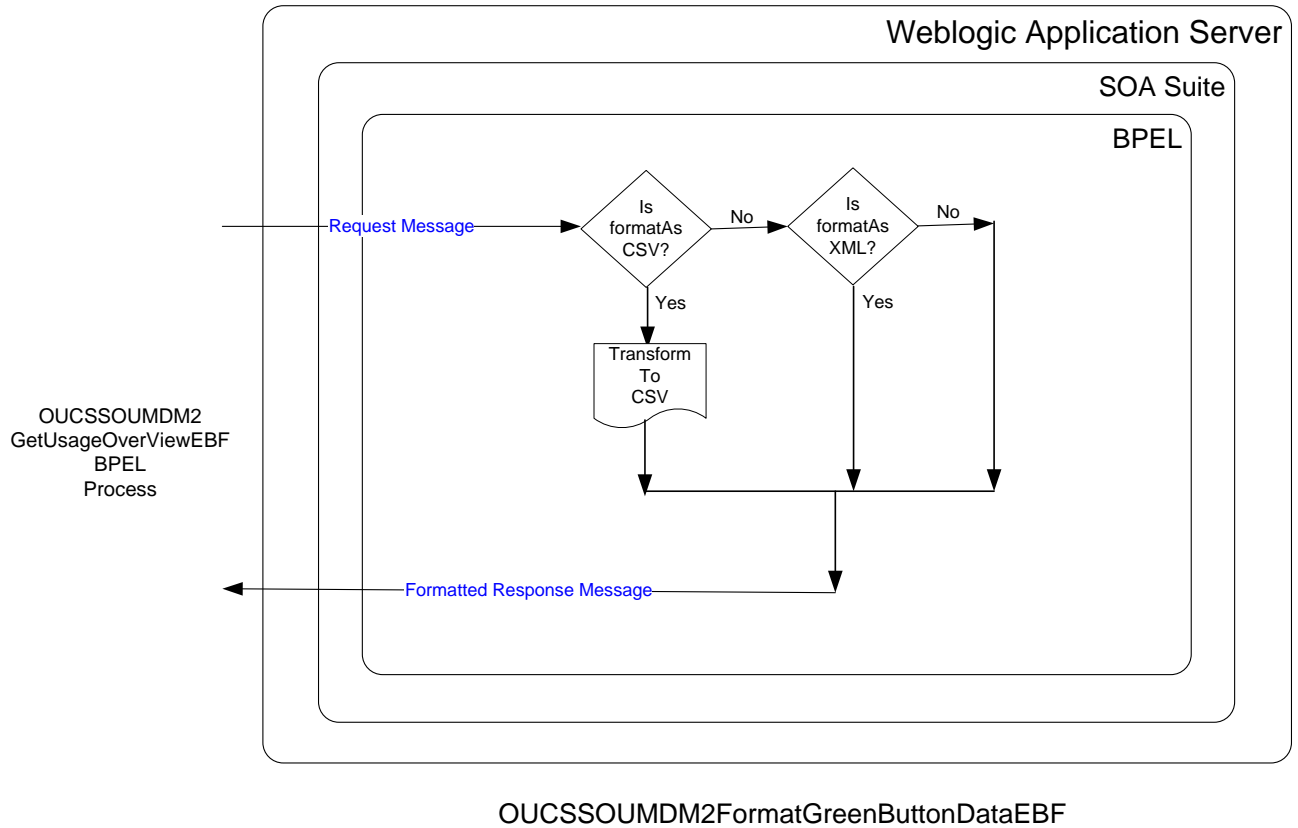 Weblogic Application Server
SOA Suite
BPEL
Request Message
Is
formatAs
CSV?
No
Is
formatAs
XML?
No
Yes
Yes
Transform
To
CSV
OUCSSOUMDM2
GetUsageOverViewEBF
BPEL
Process
Formatted Response Message
OUCSSOUMDM2FormatGreenButtonDataEBF